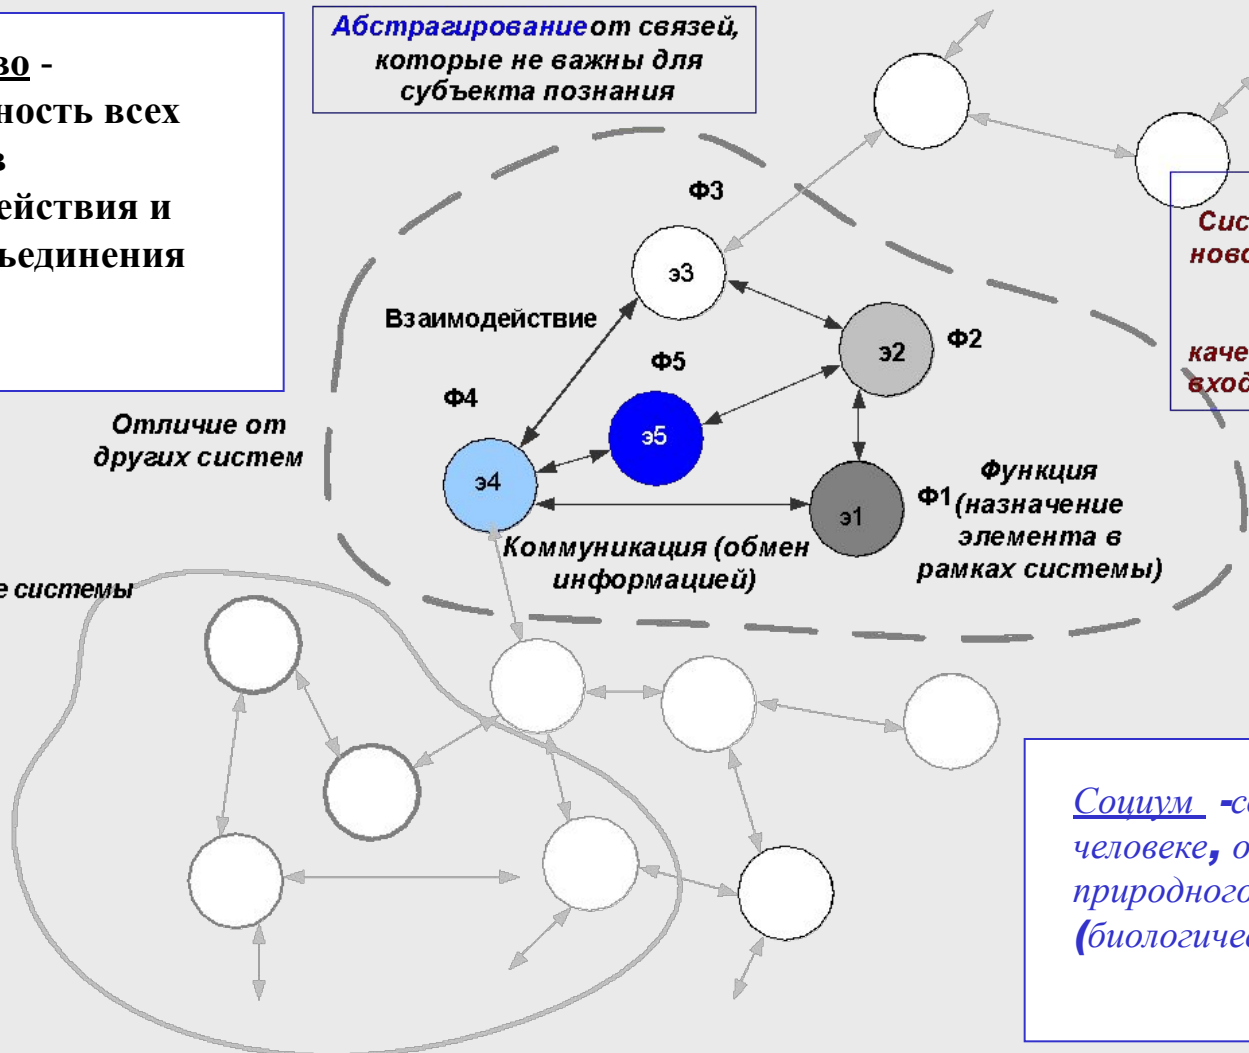 во -
ность всех
в
ействия и
ъединения
Абстрагирование от связей,
которые не важны для
субъекта познания
Сис
ново
каче
вход
Ф3
э3
Взаимодействие
Ф5
э2
Ф2
Ф4
э5
Отличие от
других систем
э4
э1
Ф1
Функция
(назначение
элемента в
рамках системы)
Коммуникация (обмен
информацией)
е системы
Социум -со
человеке, о
природного
(биологичес